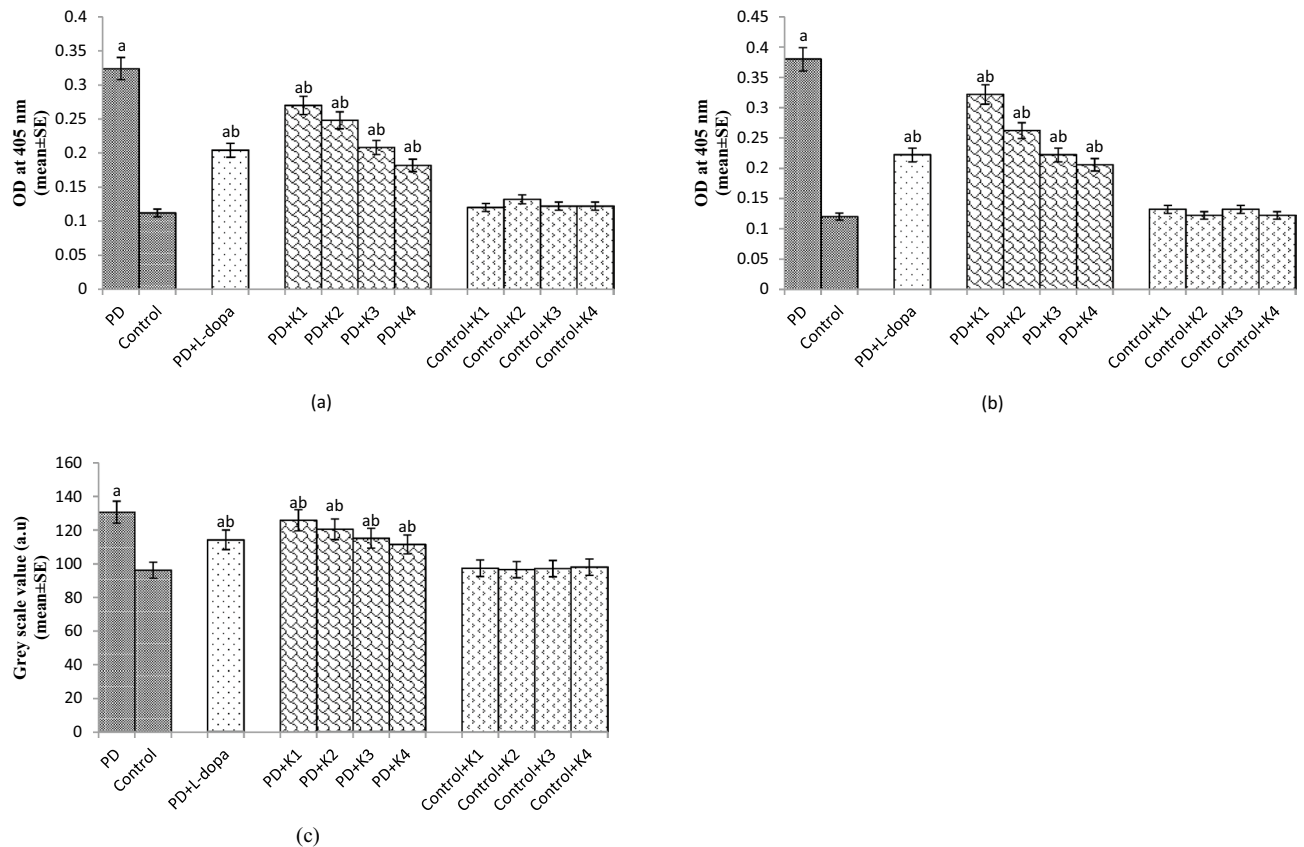 OD at 405 nm
(mean±SE)
0.4
0.35
0.3
0.25
0.2
0.15
0.1
0.05
0
a
ab
ab
ab
ab
ab
PD
Control
PD+L-dopa
PD+K1
PD+K2
PD+K3
PD+K4
Control+K1
Control+K2
Control+K3
Control+K4
(a)
OD at 405 nm
(mean±SE)
0.45
0.4
0.35
0.3
0.25
0.2
0.15
0.1
0.05
0
a
ab
ab
ab
ab
ab
PD
Control
PD+L-dopa
PD+K1
PD+K2
PD+K3
PD+K4
Control+K1
Control+K2
Control+K3
Control+K4
(b)
Grey scale value (a.u)
(mean±SE)
160
140
120
100
80
60
40
20
0
a
ab
ab
ab
ab
ab
PD
Control
PD+L-dopa
PD+K1
PD+K2
PD+K3
PD+K4
Control+K1
Control+K2
Control+K3
Control+K4
(c)